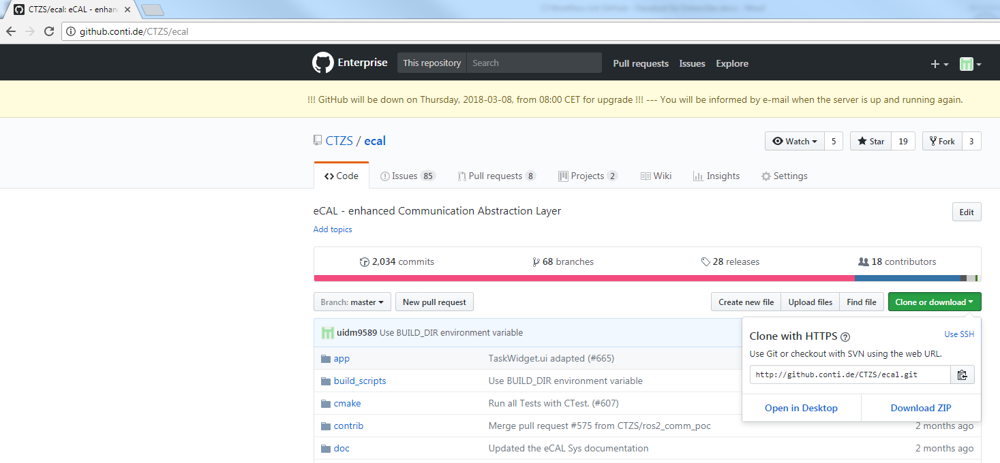 CTZS/ecal: eCAL - enhan
github.conti.de/CTZS/ecal
Enterprise This repository Search Pull requests Issues Explore
!!! GitHub will be down on Thursday, 2018-03-08, from 08:00 CET for upgrade !!! --- You will be informed by e-mail when the server is up and running again.
CTZS / ecal Watch 5 Star 19 Fork 3
Code Issues 85 Pull requests 8 Projects 2 Wiki Insights Settings
eCAL - enhanced Communication Abstraction Layer Edit
Add topics
2,034 commits 68 branches 28 releases 18 contributors
Branch: master New pull request Create new file Upload files Find file Clone or download
uidm9589 Use BUILD_DIR environment variable
Clone with HTTPS Use SSH
Use Git or checkout with SVN using the web URL.
http://github.conti.de/CTZS/ecal.git
Open in Desktop Download ZIP
app TaskWidget.ui adapted (#665)
build_scripts Use BUILD_DIR environment variable
cmake Run all Tests with CTest. (#607)
contrib Merge pull request #575 from CTZS/ros2_comm_poc 2 months ago
doc Updated the eCAL Sys documentation 2 months ago